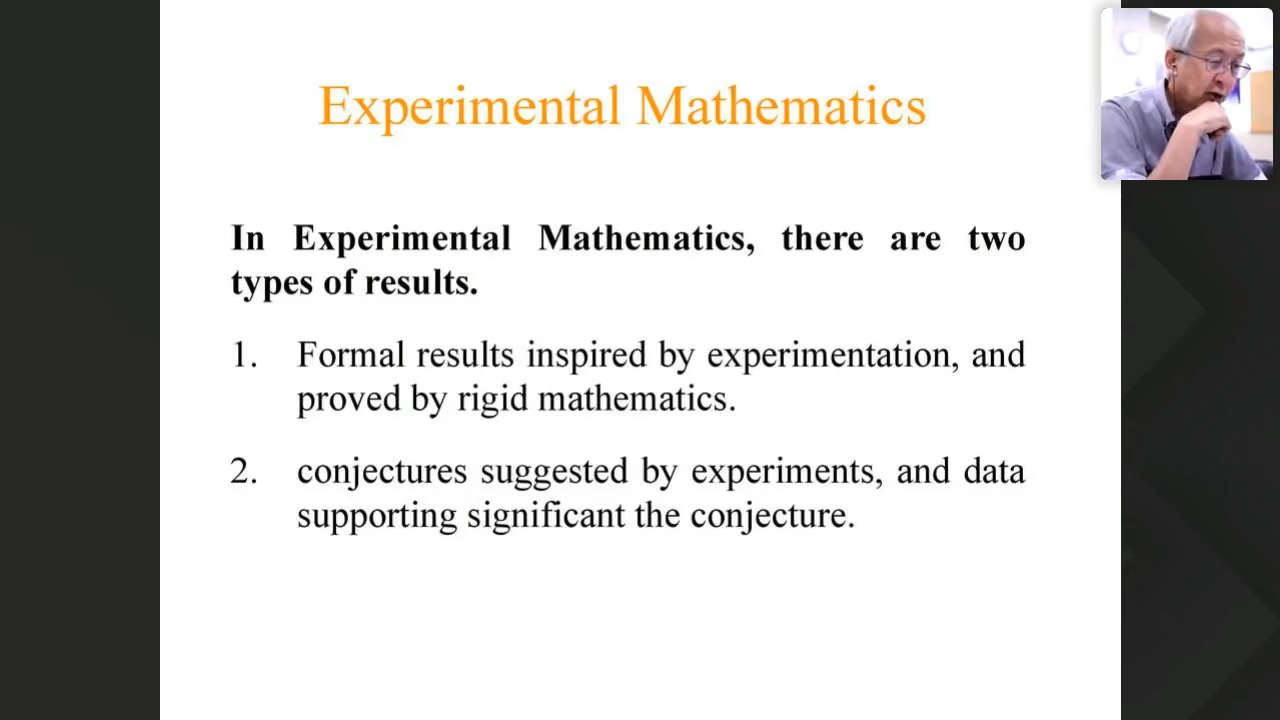 Experimental Mathematics
In Experimental Mathematics, there are two
types of results.
1. Formal results inspired by experimentation, and
proved by rigid mathematics.
2. conjectures suggested by experiments, and data
supporting significant the conjecture.